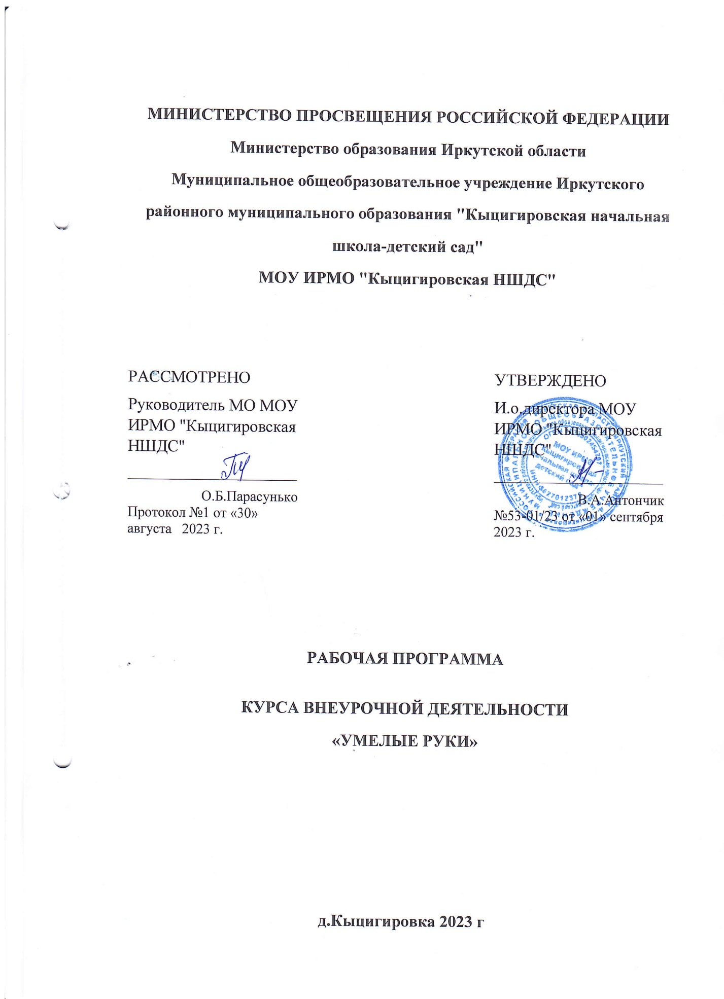 МИНИСТЕРСТВО ПРОСВЕЩЕНИЯ РОССИЙСКОЙ ФЕДЕРАЦИИ
Министерство образования Иркутской области
Муниципальное общеобразовательное учреждение Иркутского
районного муниципального образования "Кыцигировская начальная
школа-детский сад"
МОУ ИРМО "Кыцигировская НШДС"
РАССМОТРЕНО
Руководитель МО МОУ
ИРМО "Кыцигировская
НШДС"
О.Б.Парасунько
Протокол №1 от «30»
августа 2023 г.
УТВЕРЖДЕНО
И.о.директора МОУ
ИРМО "Кыцигировская
НШДС"
МОУ ИРМО
детский
В.А.Антончик
№53-01/23 от «01» сентября
2023 г.
РАБОЧАЯ ПРОГРАММА
КУРСА ВНЕУРОЧНОЙ ДЕЯТЕЛЬНОСТИ
«УМЕЛЫЕ РУКИ»
д.Кыцигировка 2023 г